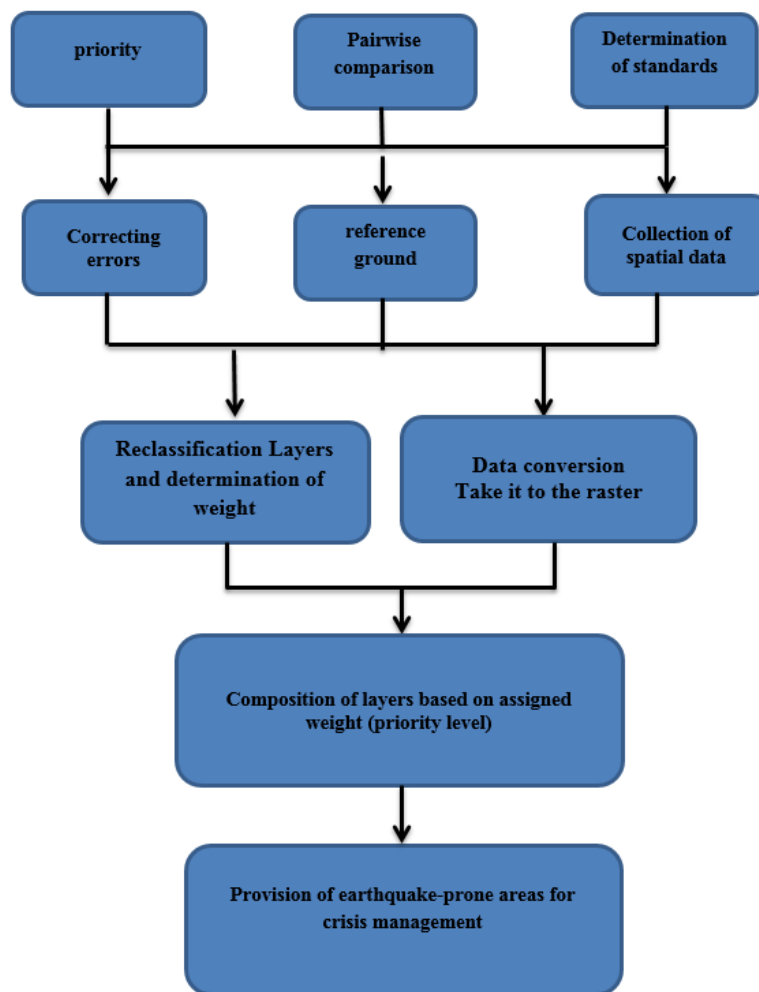 priority
Pairwise
comparison
Determination
of standards
Correcting
errors
reference
ground
Collection of
spatial data
Reclassification Layers
and determination of
weight
Data conversion
Take it to the raster
Composition of layers based on assigned
weight (priority level)
Provision of earthquake-prone areas for
crisis management